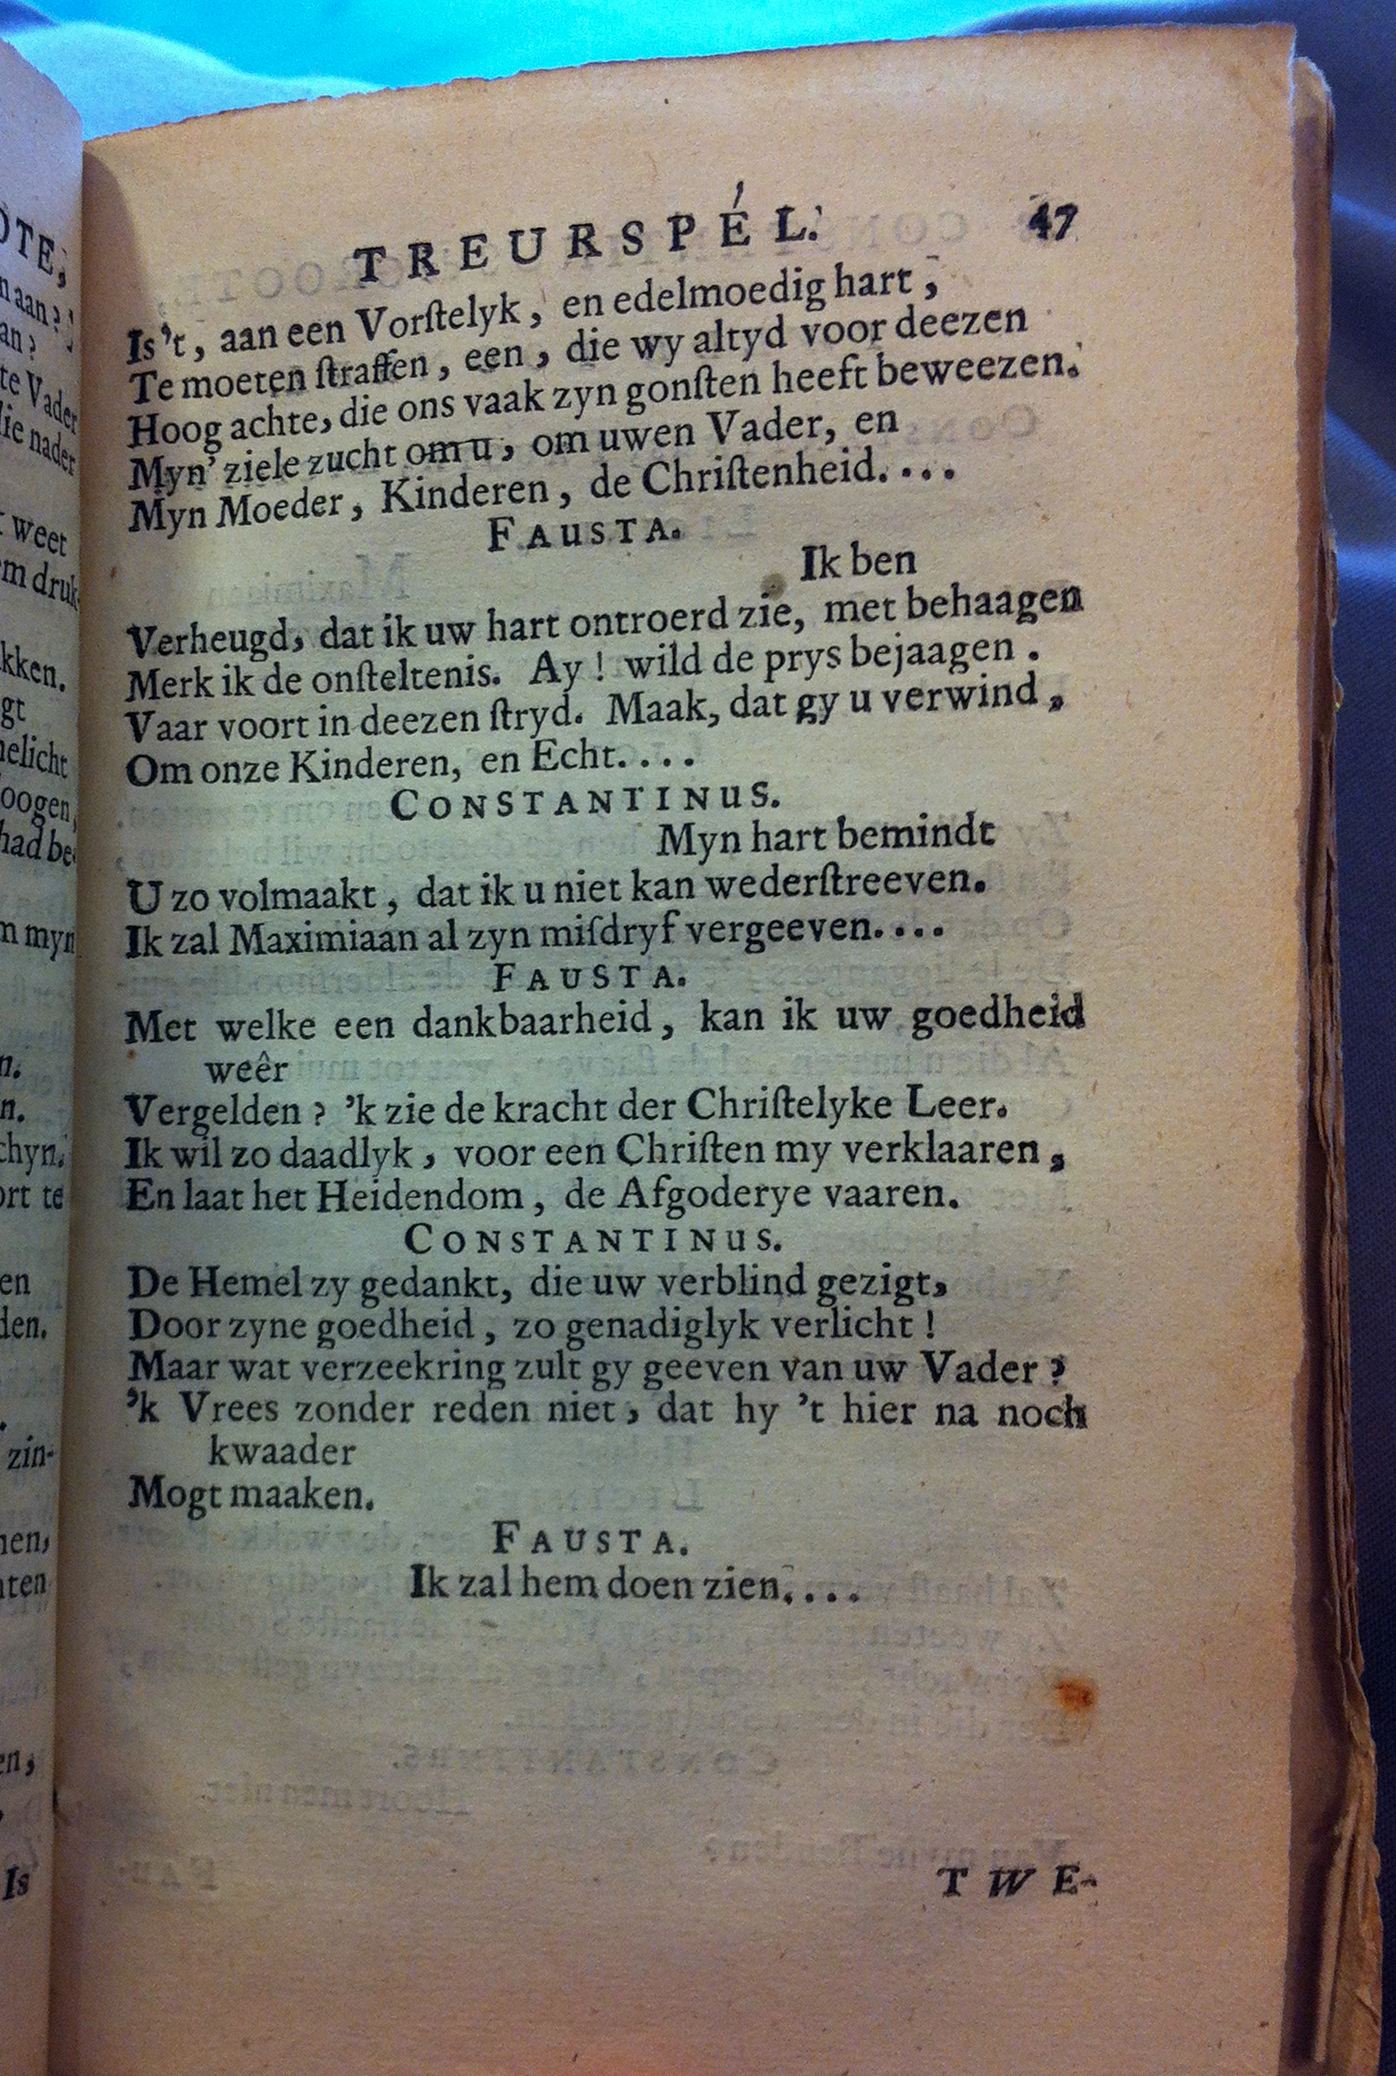 TREURSPÉL. 47
Is't, aan een Vorſtelyk, en edelmoedig hart,
Te moeten ſtraffen, een, die wy altyd voor deezen
Hoog achte, die ons vaak zyn gonſten heeft beweezen.
Myn' ziele zucht om u, om uwen Vader, en
Myn Moeder, Kinderen, de Chriſtenheid....
FAUSTA.
Ik ben
Verheugd, dat ik uw hart ontroerd zie, met behaagen
Merk ik de onſteltenis. Ay! wild de prys bejaagen.
Vaar voort in deezen ſtryd. Maak, dat gy u verwind,
Om onze Kinderen, en Echt....
CONSTANTINUS.
Myn hart bemindt
U zo volmaakt, dat ik u niet kan wederſtreeven.
Ik zal Maximiaan al zyn miſdryf vergeeven....
FAUSTA.
Met welke een dankbaarheid, kan ik uw goedheid
weêr
Vergelden? 'k zie de kracht der Chriſtelyke Leer.
Ik wil zo daadlyk, voor een Chriſten my verklaaren,
En laat het Heidendom, de Afgoderye vaaren.
CONSTANTINUS.
De Hemel zy gedankt, die uw verblind gezigt,
Door zyne goedheid, zo genadiglyk verlicht!
Maar wat verzeekring zult gy geeven van uw Vader?
'k Vrees zonder reden niet, dat hy 't hier na noch
kwaader
Mogt maaken.
FAUSTA.
Ik zal hem doen zien....
TWE-